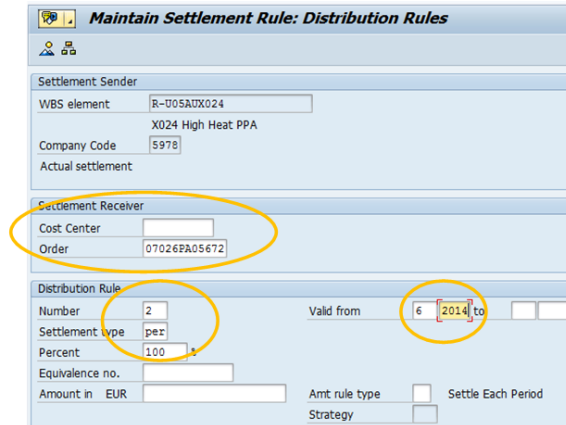 Maintain Settlement Rule: Distribution Rules
Settlement Sender
WBS element R-U05AUX024
X024 High Heat PPA
Company Code 5978
Actual settlement
Settlement Receiver
Cost Center
Order 07026PA05672
Distribution Rule
Number 2 Valid from 6 2014 to
Settlement type per
Percent 100 %
Equivalence no.
Amount in EUR Amt rule type Settle Each Period
Strategy